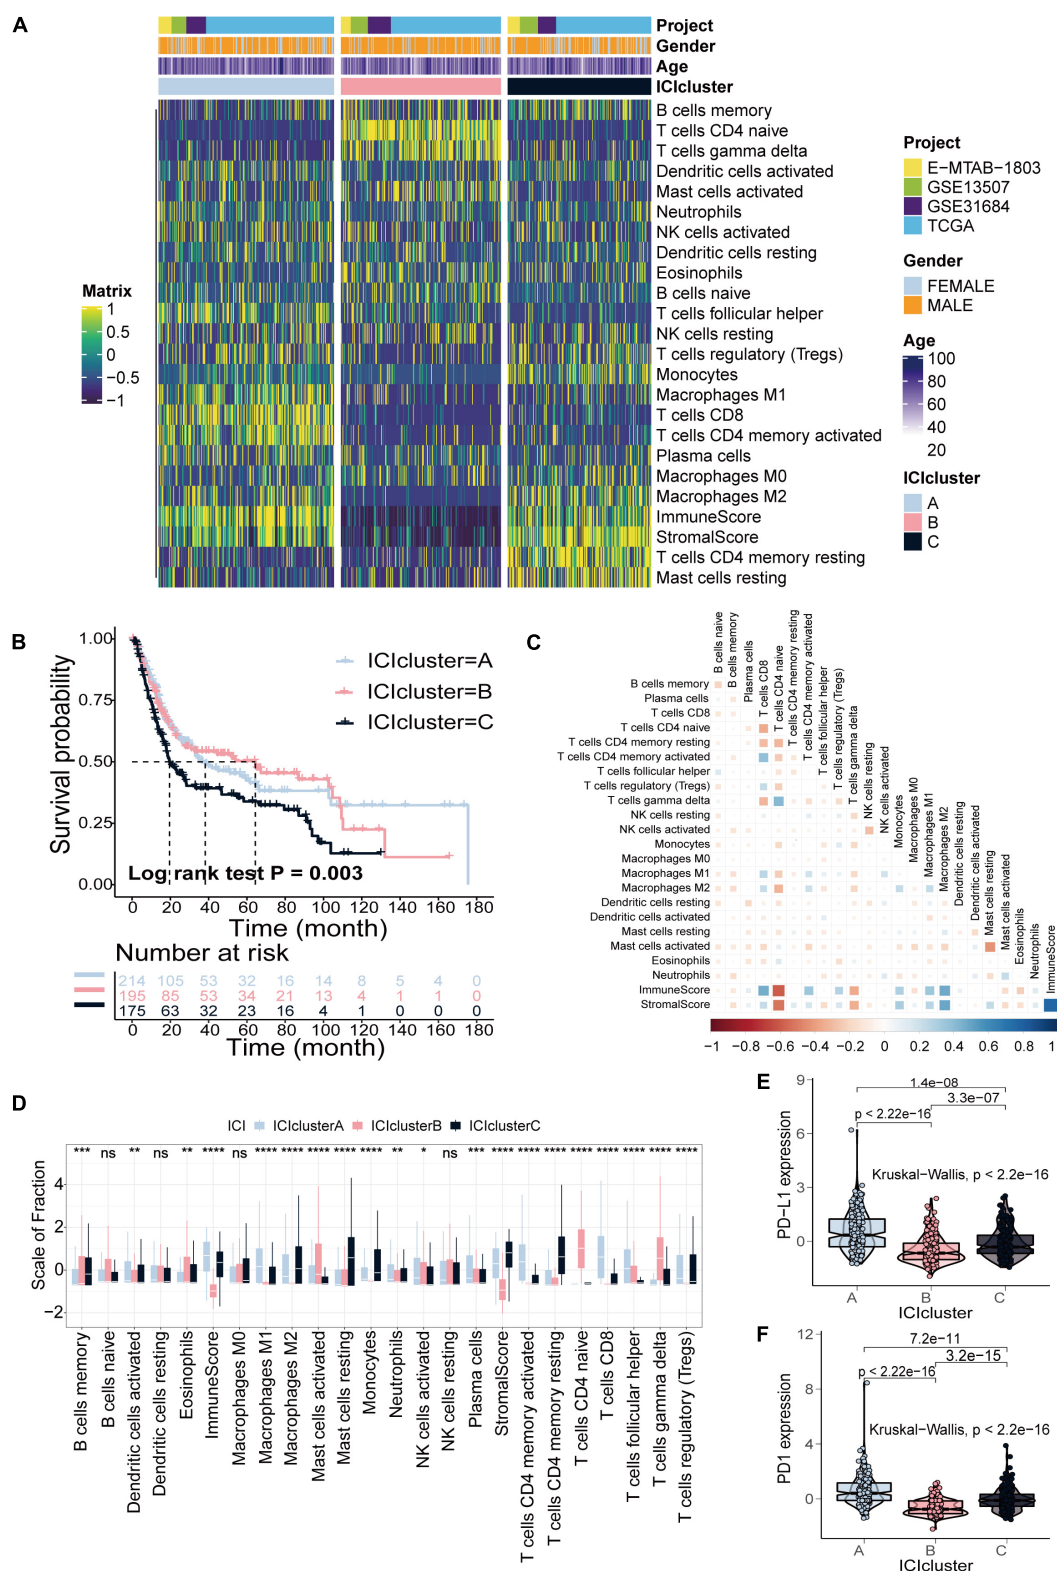 A
Project
Gender
Age
ICIcluster
B cells memory
T cells CD4 naive
T cells gamma delta
Dendritic cells activated
Mast cells activated
Neutrophils
NK cells activated
Dendritic cells resting
Eosinophils
B cells naive
T cells follicular helper
NK cells resting
T cells regulatory (Tregs)
Monocytes
Macrophages M1
T cells CD8
T cells CD4 memory activated
Plasma cells
Macrophages M0
Macrophages M2
ImmuneScore
StromalScore
T cells CD4 memory resting
Mast cells resting
Matrix
1
0.5
0
−0.5
−1
Project
E−MTAB−1803
GSE13507
GSE31684
TCGA
Gender
FEMALE
MALE
Age
100
80
60
40
20
ICIcluster
A
B
C
B
Survival probability
1.00
0.75
0.50
0.25
0.00
ICIcluster=A
ICIcluster=B
ICIcluster=C
Log rank test P = 0.003
0 20 40 60 80 100 120 140 160 180
Time (month)
Number at risk
214 105 53 32 16 14 8 5 4 0
195 85 53 34 21 13 4 1 1 0
175 63 32 23 16 4 1 0 0 0
0 20 40 60 80 100 120 140 160 180
Time (month)
C
B cells naive
B cells memory
Plasma cells
T cells CD8
T cells CD4 naive
T cells CD4 memory resting
T cells CD4 memory activated
T cells follicular helper
T cells regulatory (Tregs)
T cells gamma delta
NK cells resting
NK cells activated
Monocytes
Macrophages M0
Macrophages M1
Macrophages M2
Dendritic cells resting
Dendritic cells activated
Mast cells resting
Mast cells activated
Eosinophils
Neutrophils
ImmuneScore
B cells memory
Plasma cells
T cells CD8
T cells CD4 naive
T cells CD4 memory resting
T cells CD4 memory activated
T cells follicular helper
T cells regulatory (Tregs)
T cells gamma delta
NK cells resting
NK cells activated
Monocytes
Macrophages M0
Macrophages M1
Macrophages M2
Dendritic cells resting
Dendritic cells activated
Mast cells resting
Mast cells activated
Eosinophils
Neutrophils
ImmuneScore
StromalScore
−1 −0.8 −0.6 −0.4 −0.2 0 0.2 0.4 0.6 0.8 1
D
ICI ICIclusterA ICIclusterB ICIclusterC
*** ns ** ns ** **** ns **** **** **** **** **** ** * ns *** **** **** **** **** **** **** **** ****
Scale of Fraction
4
2
0
−2
B cells memory
B cells naive
Dendritic cells activated
Dendritic cells resting
Eosinophils
ImmuneScore
Macrophages M0
Macrophages M1
Macrophages M2
Mast cells activated
Mast cells resting
Monocytes
Neutrophils
NK cells activated
NK cells resting
Plasma cells
StromalScore
T cells CD4 memory activated
T cells CD4 memory resting
T cells CD4 naive
T cells CD8
T cells follicular helper
T cells gamma delta
T cells regulatory (Tregs)
E
PD−L1 expression
9
6
3
0
1.4e−08
3.3e−07
p < 2.22e−16
Kruskal−Wallis, p < 2.2e−16
A B C
ICIcluster
F
PD1 expression
12
8
4
0
7.2e−11
3.2e−15
p < 2.22e−16
Kruskal−Wallis, p < 2.2e−16
A B C
ICIcluster